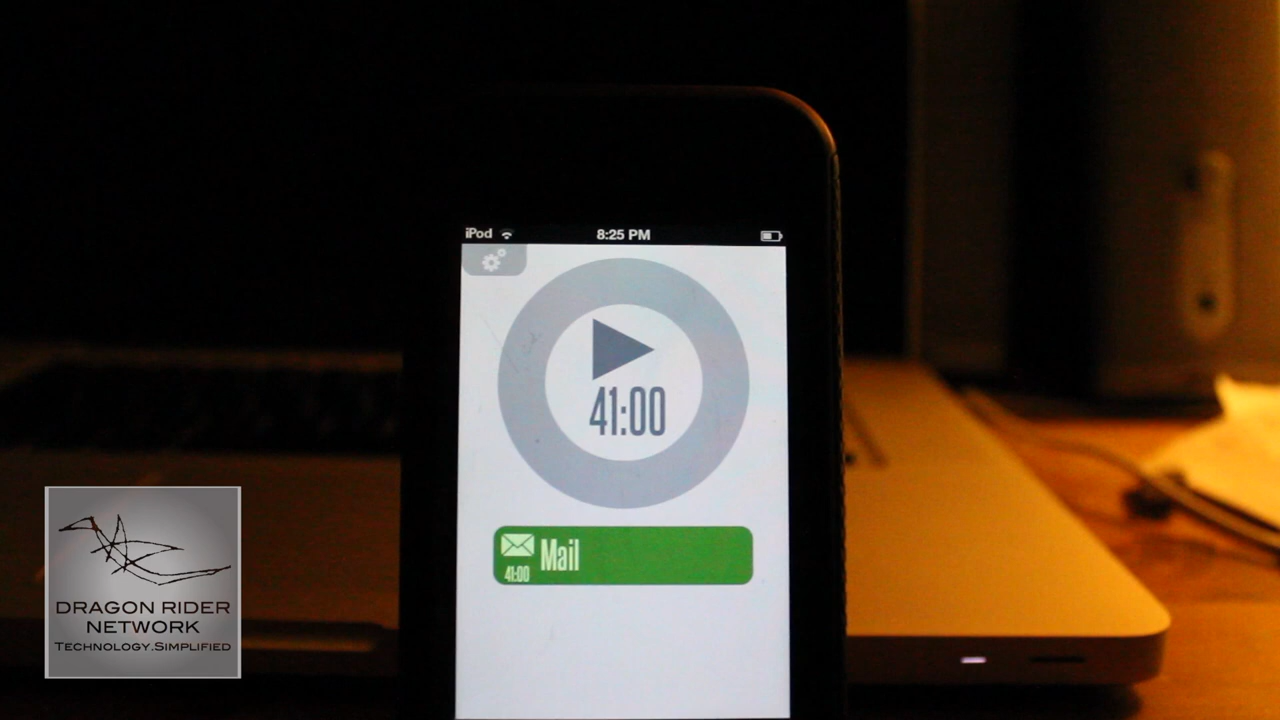 iPod 8:25 PM
41:00
Mail
41:00
DRAGON RIDER
NETWORK
TECHNOLOGY.SIMPLIFIED